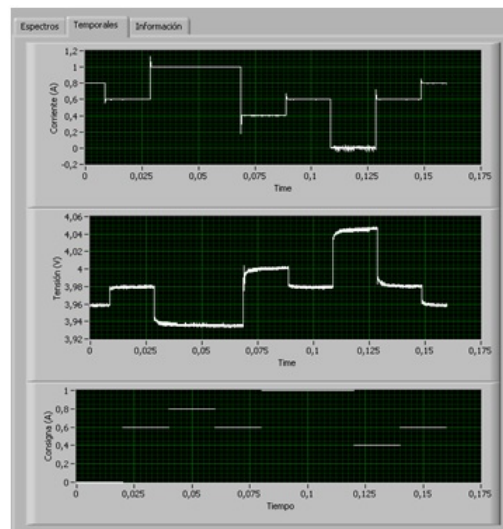 Espectros Temporales Información
Corriente (A)
1,2
1
0,8
0,6
0,4
0,2
0
-0,2
0 0,025 0,05 0,075 0,1 0,125 0,15 0,175
Time
Tensión (V)
4,06
4,04
4,02
4
3,98
3,96
3,94
3,92
0 0,025 0,05 0,075 0,1 0,125 0,15 0,175
Time
Consigna (A)
1
0,8
0,6
0,4
0,2
0
0 0,025 0,05 0,075 0,1 0,125 0,15 0,175
Tiempo